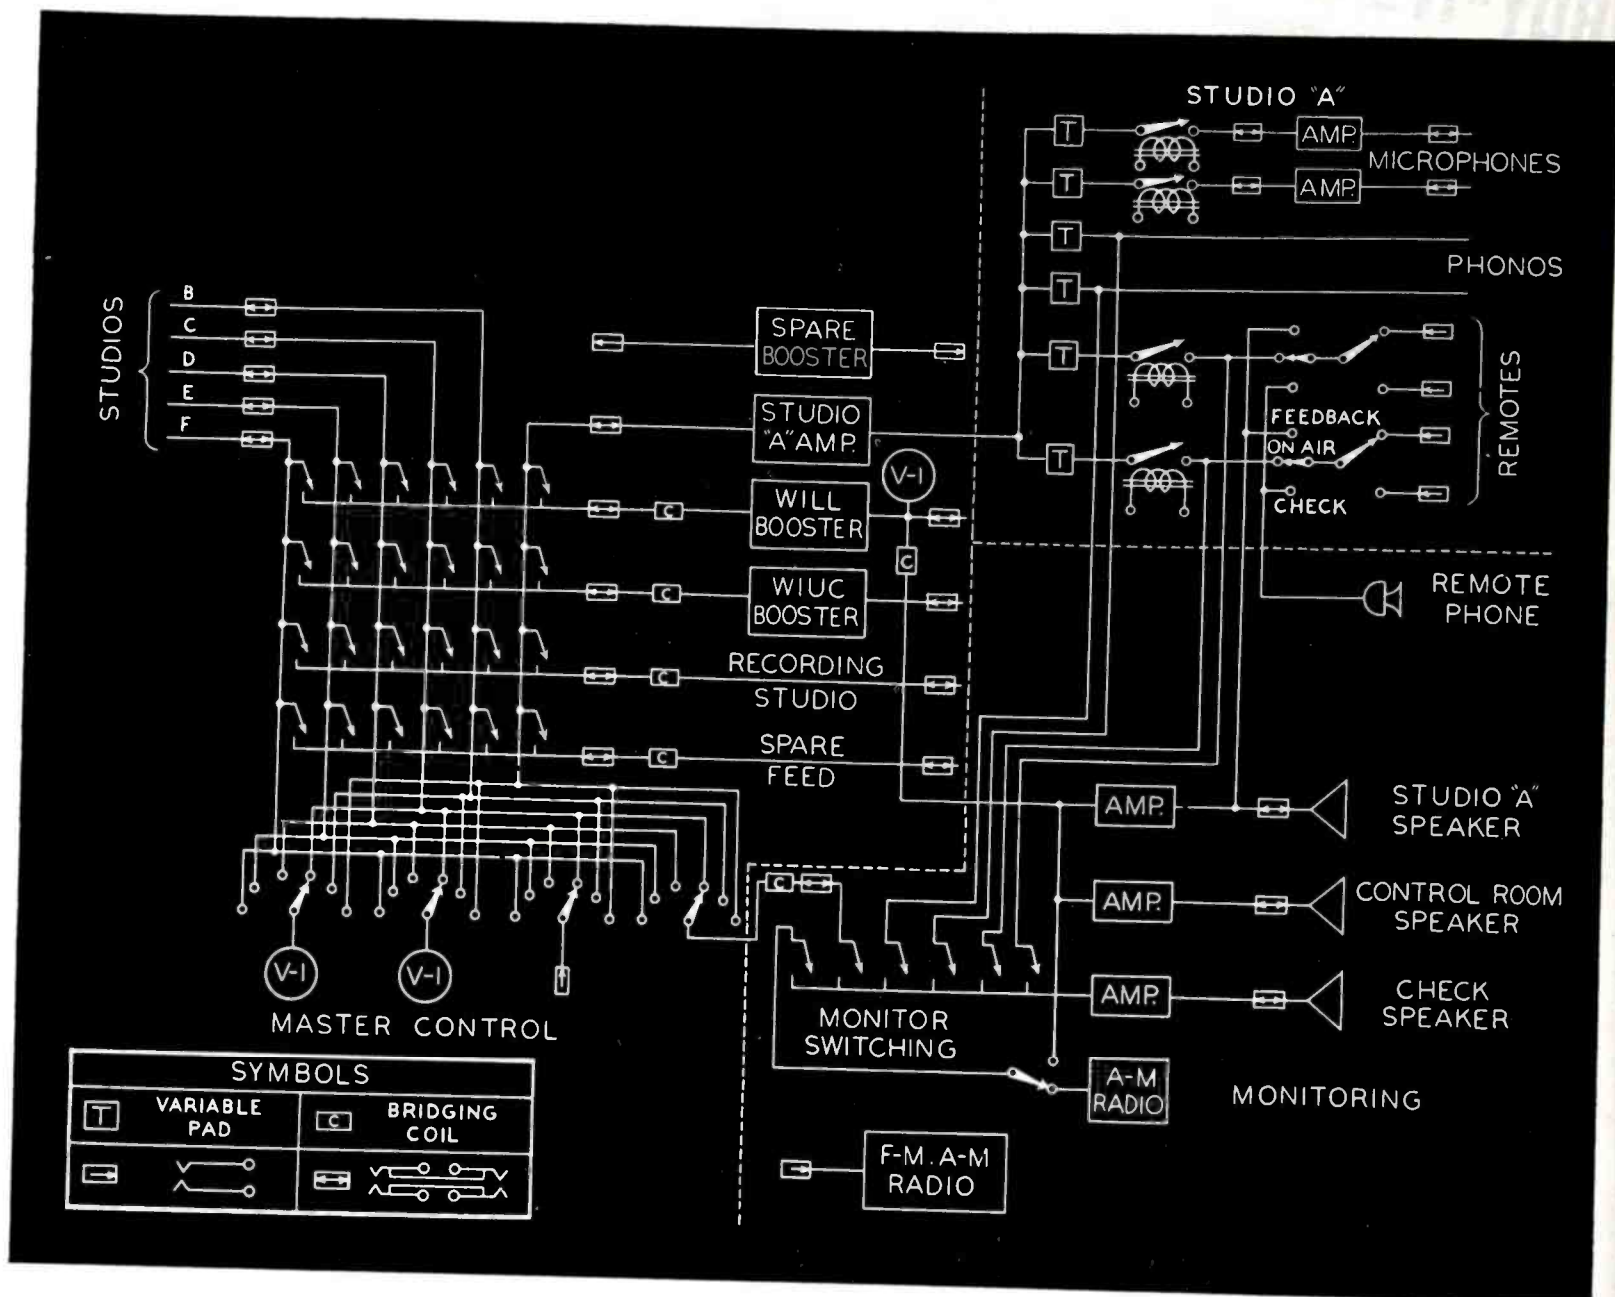 STUDIO "A"
T
AMP.
MICROPHONES
T
AMP.
T
PHONOS
T
T
FEEDBACK
ON AIR
CHECK
REMOTES
T
STUDIOS
B
C
D
E
F
SPARE
BOOSTER
STUDIO
"A" AMP.
V-I
WILL
BOOSTER
C
C
WIUC
BOOSTER
C
RECORDING
STUDIO
C
SPARE
FEED
C
REMOTE
PHONE
AMP.
STUDIO "A"
SPEAKER
AMP.
CONTROL ROOM
SPEAKER
AMP.
CHECK
SPEAKER
C
V-I
V-I
MASTER CONTROL
MONITOR
SWITCHING
A-M
RADIO
MONITORING
F-M. A-M
RADIO
SYMBOLS
T
VARIABLE
PAD
C
BRIDGING
COIL